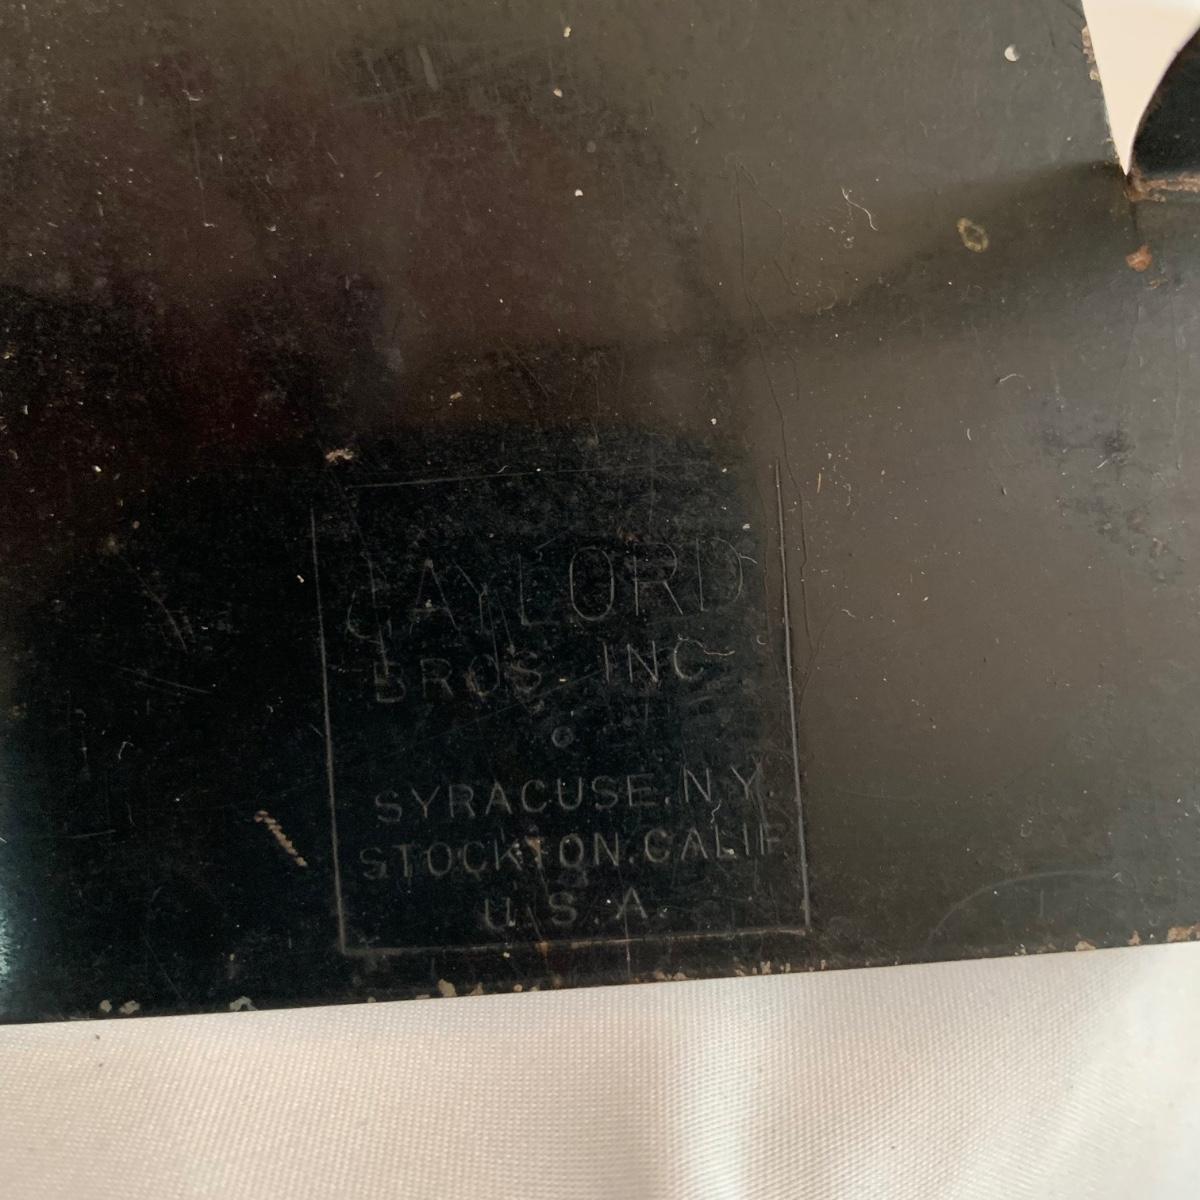 GAYLORD
BROS. INC.
SYRACUSE, N.Y.
STOCKTON, CALIF.
U.S.A.